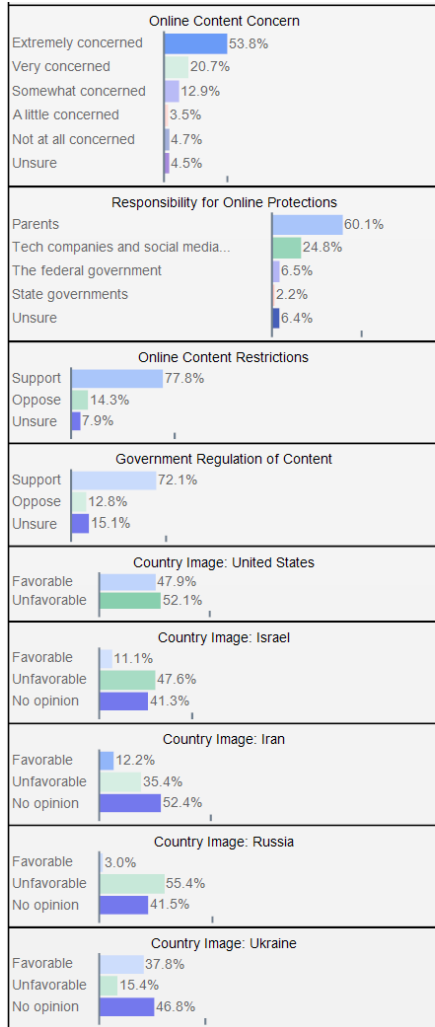 Online Content Concern
Extremely concerned 53.8%
Very concerned 20.7%
Somewhat concerned 12.9%
A little concerned 3.5%
Not at all concerned 4.7%
Unsure 4.5%
Responsibility for Online Protections
Parents 60.1%
Tech companies and social media... 24.8%
The federal government 6.5%
State governments 2.2%
Unsure 6.4%
Online Content Restrictions
Support 77.8%
Oppose 14.3%
Unsure 7.9%
Government Regulation of Content
Support 72.1%
Oppose 12.8%
Unsure 15.1%
Country Image: United States
Favorable 47.9%
Unfavorable 52.1%
Country Image: Israel
Favorable 11.1%
Unfavorable 47.6%
No opinion 41.3%
Country Image: Iran
Favorable 12.2%
Unfavorable 35.4%
No opinion 52.4%
Country Image: Russia
Favorable 3.0%
Unfavorable 55.4%
No opinion 41.5%
Country Image: Ukraine
Favorable 37.8%
Unfavorable 15.4%
No opinion 46.8%